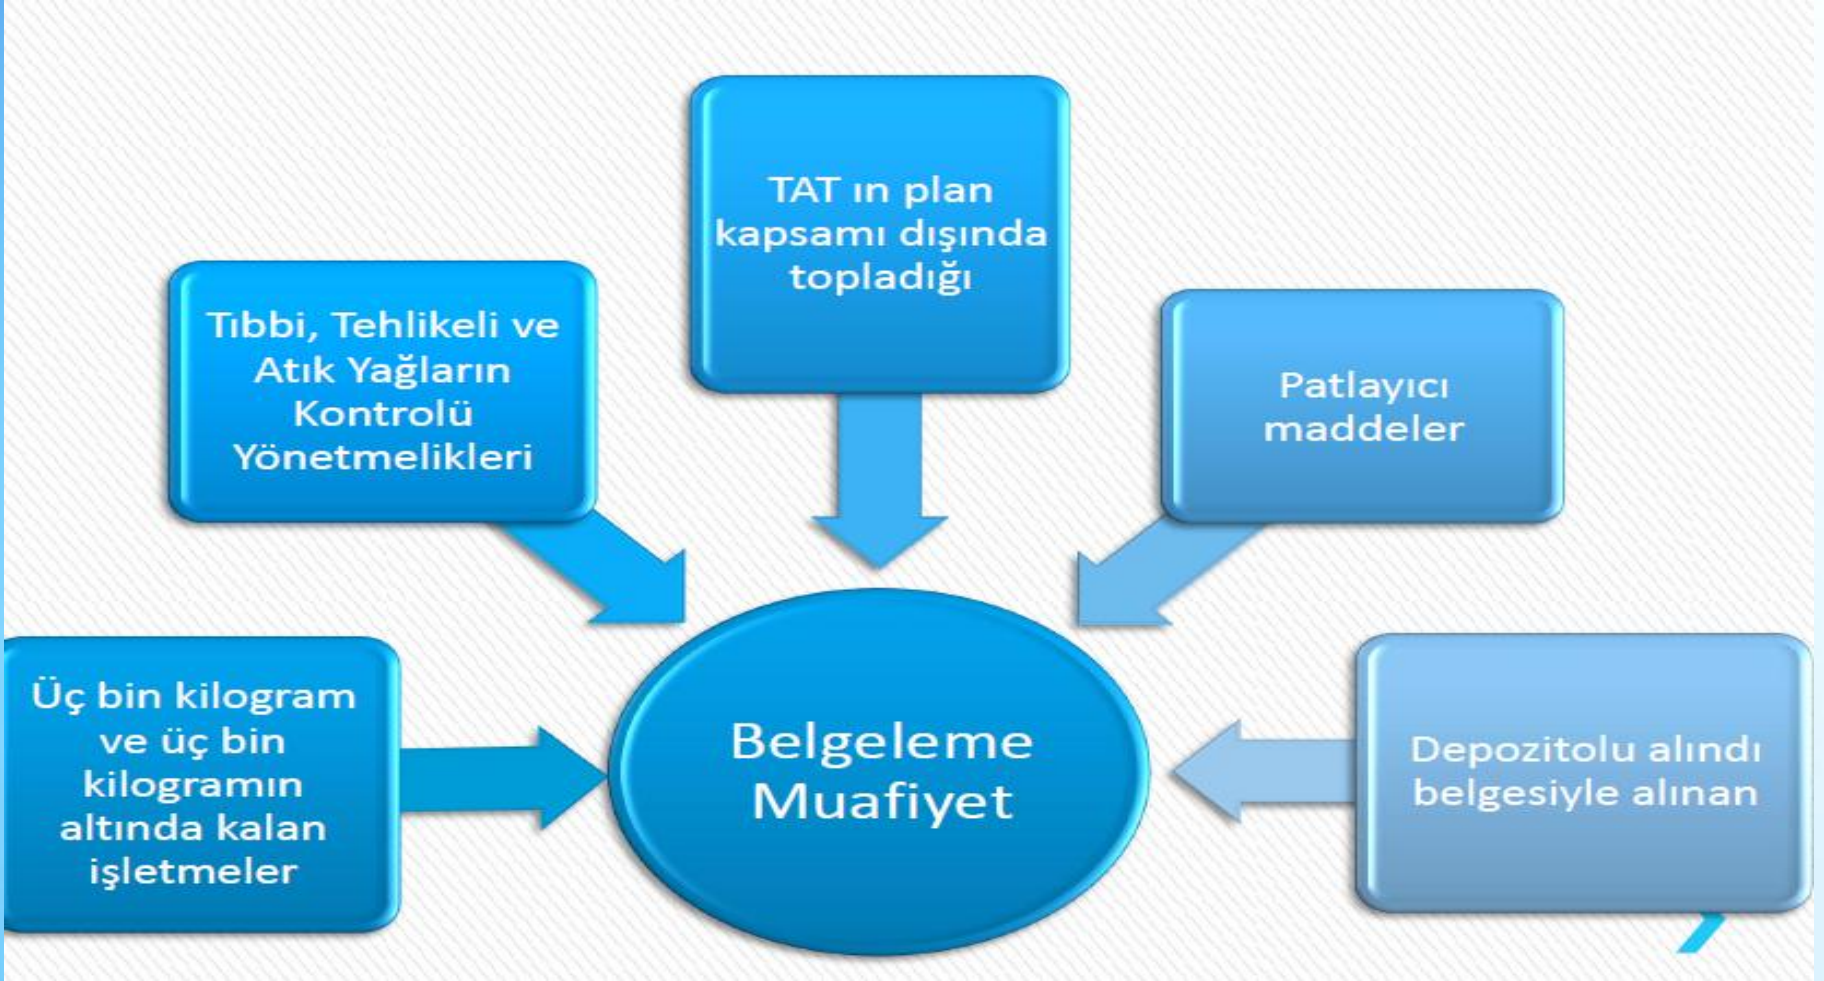 TAT ın plan
kapsamı dışında
topladığı
Tıbbi, Tehlikeli ve
Atık Yağların
Kontrolü
Yönetmelikleri
Patlayıcı
maddeler
Üç bin kilogram
ve üç bin
kilogramın
altında kalan
işletmeler
Belgeleme
Muafiyet
Depozitolu alındı
belgesiyle alınan